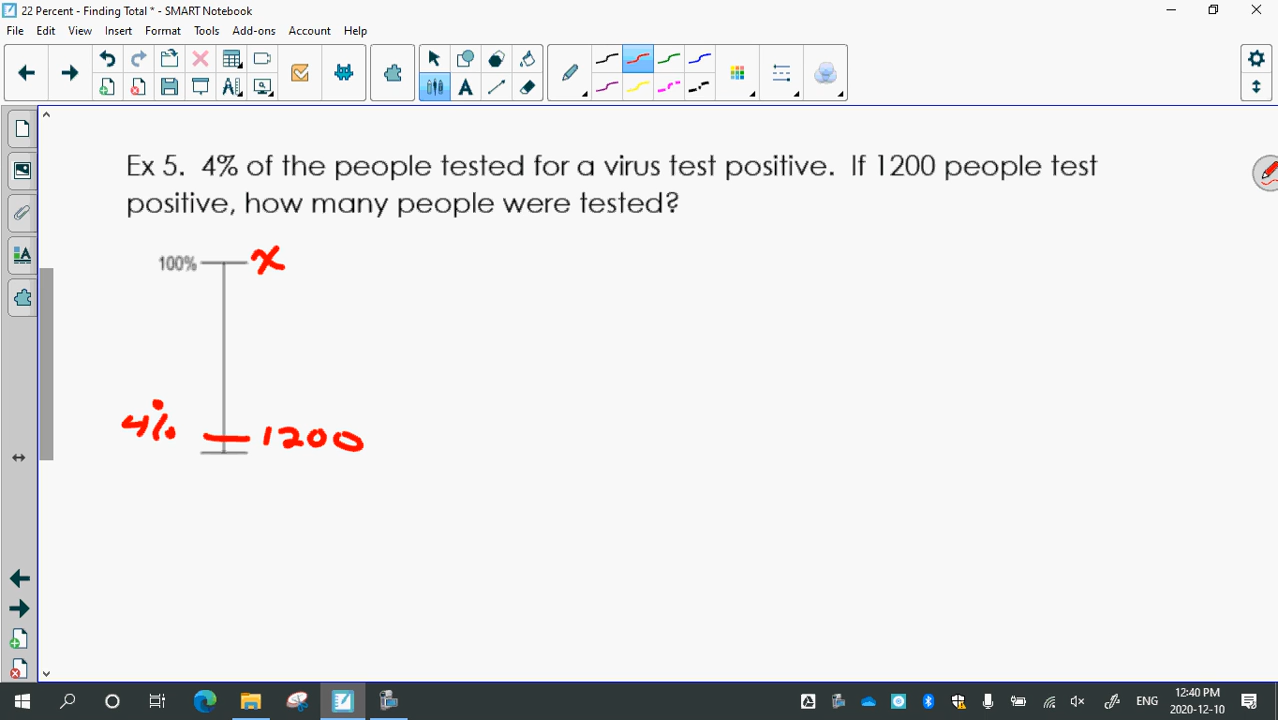 22 Percent - Finding Total * - SMART Notebook
File Edit View Insert Format Tools Add-ons Account Help
Ex 5. 4% of the people tested for a virus test positive. If 1200 people test
positive, how many people were tested?
100% x
4% 1200
ENG
12:40 PM
2020-12-10